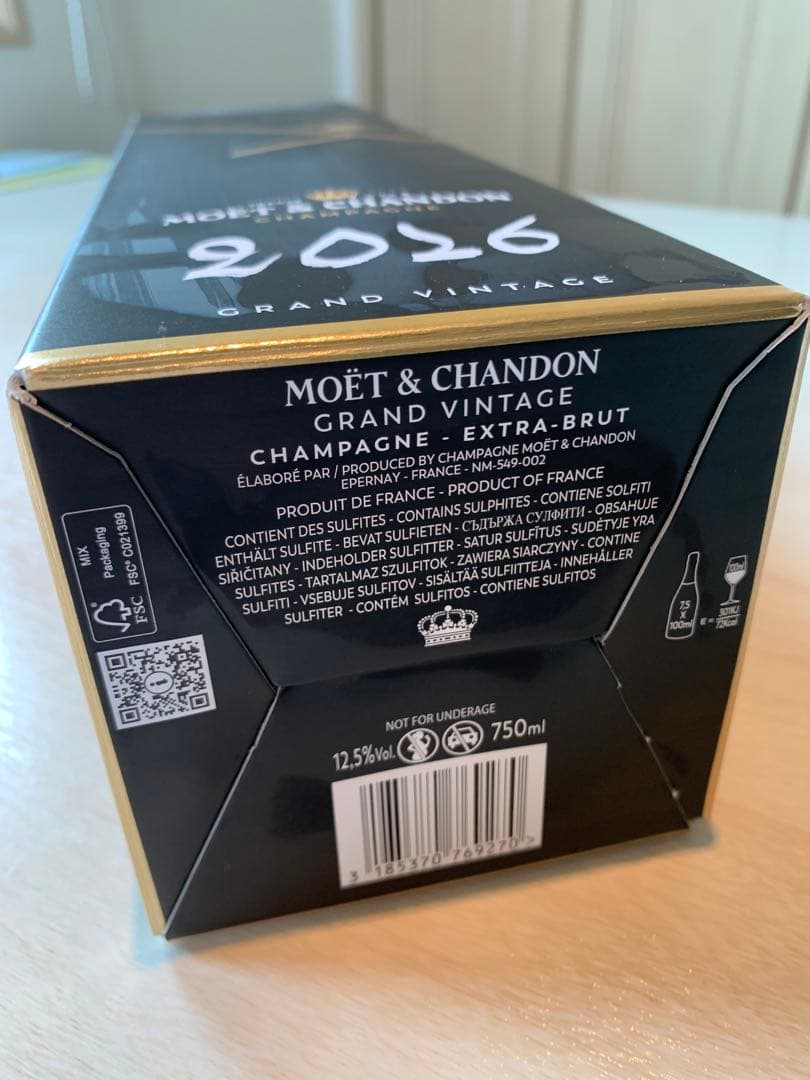 MOËT & CHANDON
CHAMPAGNE
2016
GRAND VINTAGE
MOËT & CHANDON
GRAND VINTAGE
CHAMPAGNE - EXTRA-BRUT
ÉLABORÉ PAR / PRODUCED BY CHAMPAGNE MOËT & CHANDON
EPERNAY - FRANCE - NM-549-002
PRODUIT DE FRANCE - PRODUCT OF FRANCE
CONTIENT DES SULFITES - CONTAINS SULPHITES - CONTIENE SOLFITI
ENTHÄLT SULFITE - BEVAT SULFIETEN - СЪДЪРЖА СУЛФИТИ - OBSAHUJE
SIŘIČITANY - INDEHOLDER SULFITTER - SATUR SULFĪTUS - SUDĖTYJE YRA
SULFITES - TARTALMAZ SZULFITOK - ZAWIERA SIARCZYNY - CONTINE
SULFITI - VSEBUJE SULFITOV - SISÄLTÄÄ SULFIITTEJA - INNEHÅLLER
SULFITER - CONTÉM SULFITOS - CONTIENE SULFITOS
MIX
Packaging
FSC® C021399
FSC
7,5
x
100ml
100ml
E = 301KJ
72Kcal
NOT FOR UNDERAGE
12,5%Vol. 750ml
3 185370 769270 >